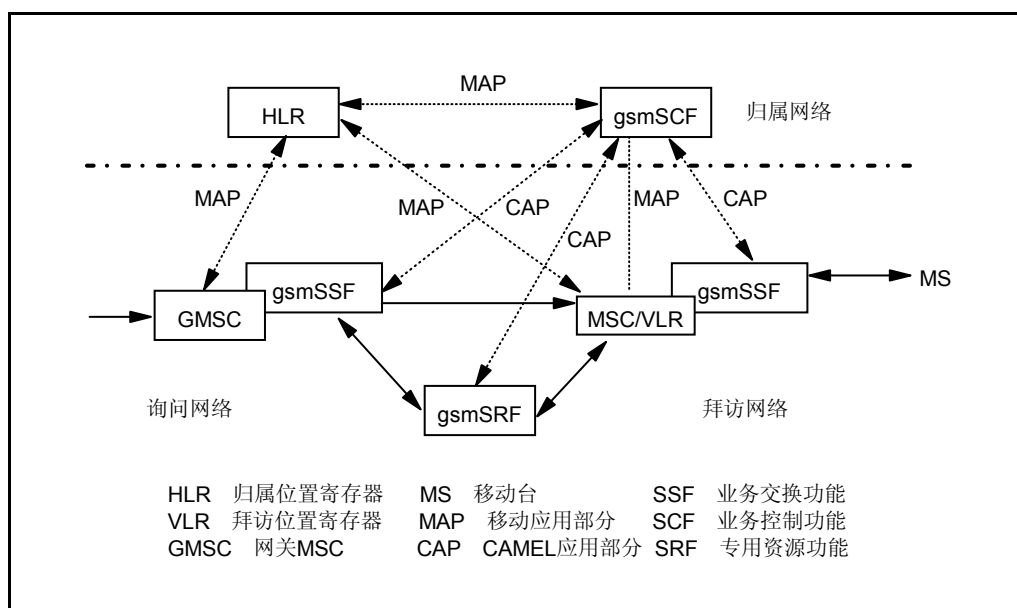 MAP
HLR
gsmSCF
归属网络
MAP
MAP
CAP
MAP
CAP
CAP
gsmSSF
gsmSSF
MS
GMSC
MSC/VLR
询问网络
gsmSRF
拜访网络
HLR 归属位置寄存器 MS 移动台 SSF 业务交换功能
VLR 拜访位置寄存器 MAP 移动应用部分 SCF 业务控制功能
GMSC 网关MSC CAP CAMEL应用部分 SRF 专用资源功能